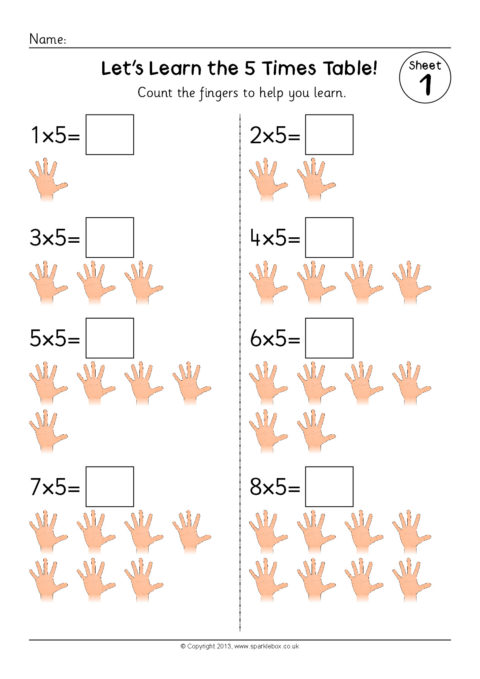 Name:
Let's Learn the 5 Times Table!
Sheet
1
Count the fingers to help you learn.
1×5=
2×5=
3×5=
4×5=
5×5=
6×5=
7×5=
8×5=
© Copyright 2013, www.sparklebox.co.uk